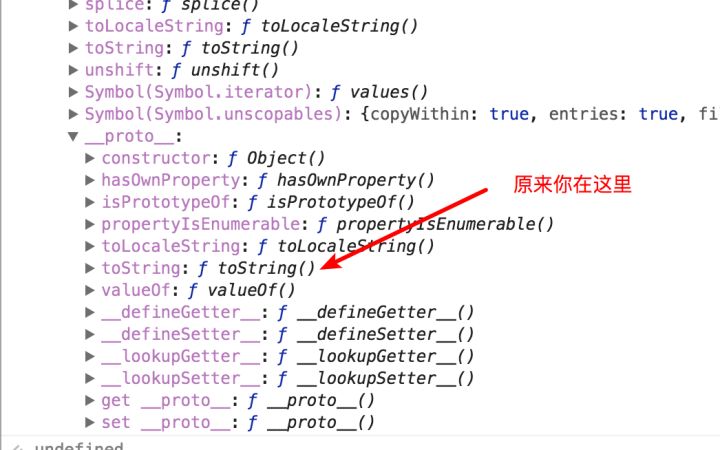 splice: ƒ splice()
toLocaleString: ƒ toLocaleString()
toString: ƒ toString()
unshift: ƒ unshift()
Symbol(Symbol.iterator): ƒ values()
Symbol(Symbol.unscopables): {copyWithin: true, entries: true, fi
__proto__:
constructor: ƒ Object()
hasOwnProperty: ƒ hasOwnProperty()
原来你在这里
isPrototypeOf: ƒ isPrototypeOf()
propertyIsEnumerable: ƒ propertyIsEnumerable()
toLocaleString: ƒ toLocaleString()
toString: ƒ toString()
valueOf: ƒ valueOf()
__defineGetter__: ƒ __defineGetter__()
__defineSetter__: ƒ __defineSetter__()
__lookupGetter__: ƒ __lookupGetter__()
__lookupSetter__: ƒ __lookupSetter__()
get __proto__: ƒ __proto__()
set __proto__: ƒ __proto__()
undefined